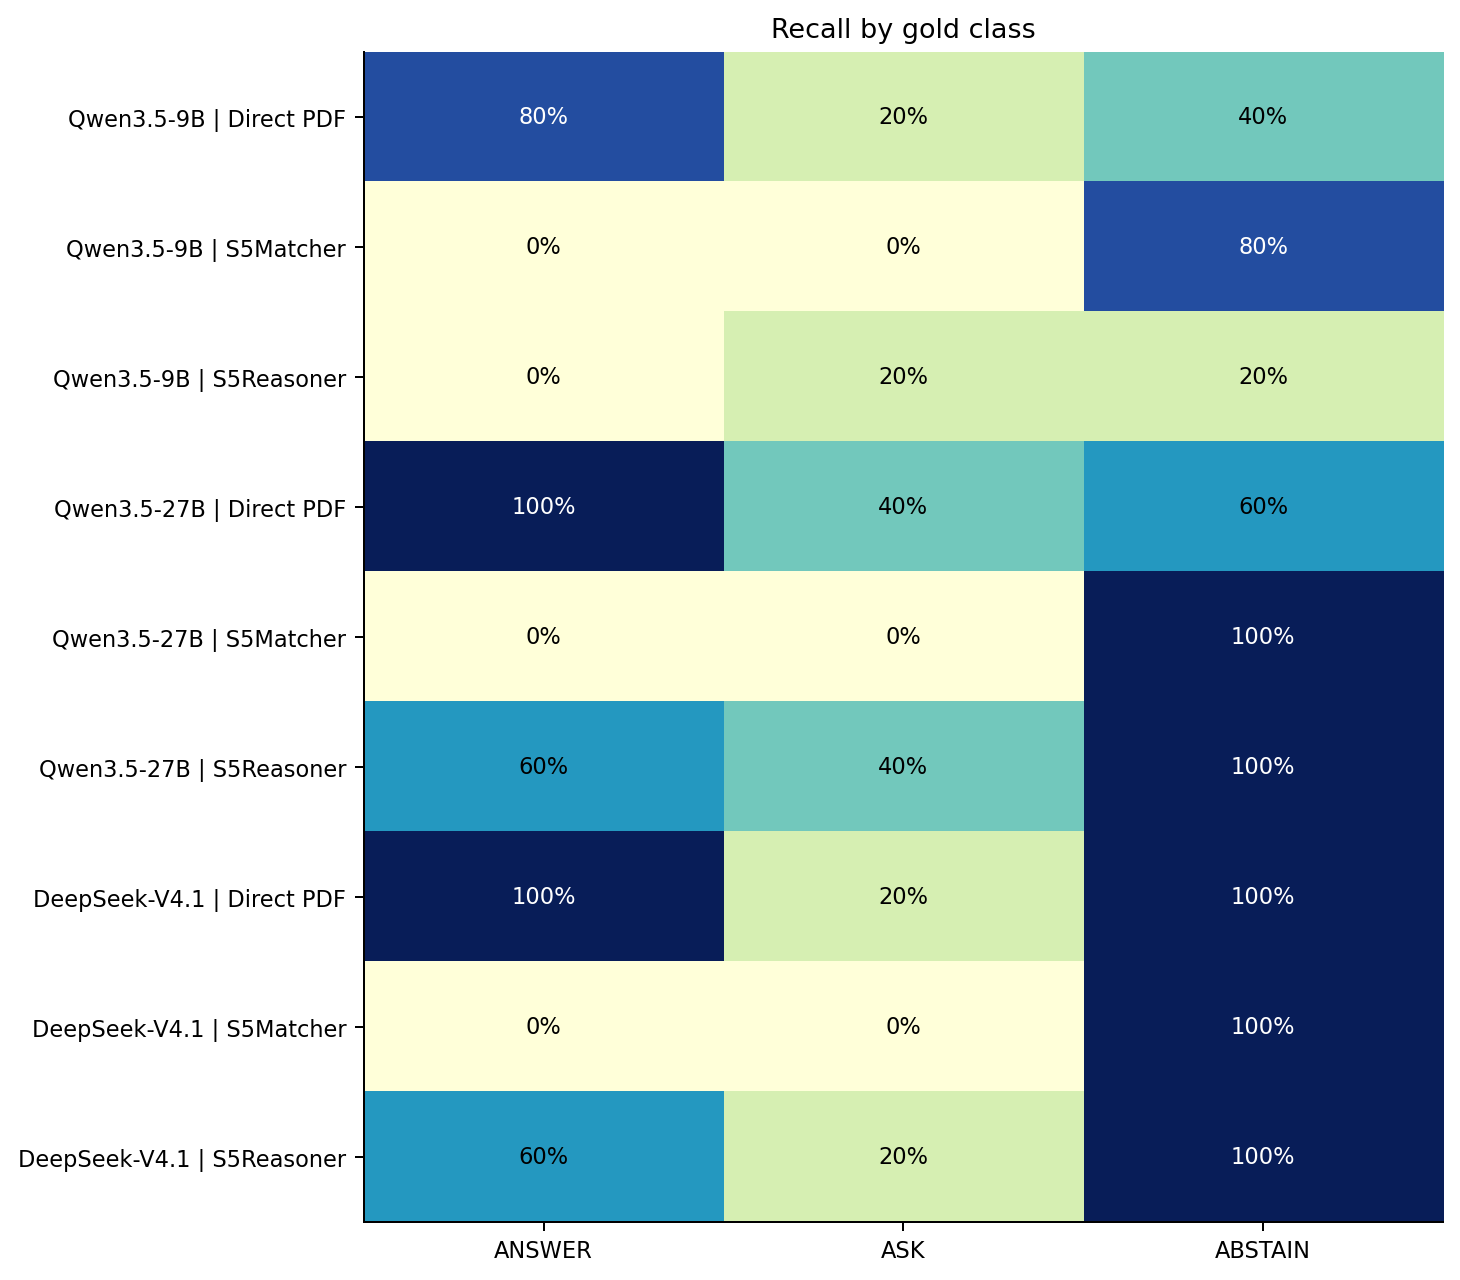 Recall by gold class
Qwen3.5-9B | Direct PDF 80% 20% 40%
Qwen3.5-9B | S5Matcher 0% 0% 80%
Qwen3.5-9B | S5Reasoner 0% 20% 20%
Qwen3.5-27B | Direct PDF 100% 40% 60%
Qwen3.5-27B | S5Matcher 0% 0% 100%
Qwen3.5-27B | S5Reasoner 60% 40% 100%
DeepSeek-V4.1 | Direct PDF 100% 20% 100%
DeepSeek-V4.1 | S5Matcher 0% 0% 100%
DeepSeek-V4.1 | S5Reasoner 60% 20% 100%
ANSWER ASK ABSTAIN